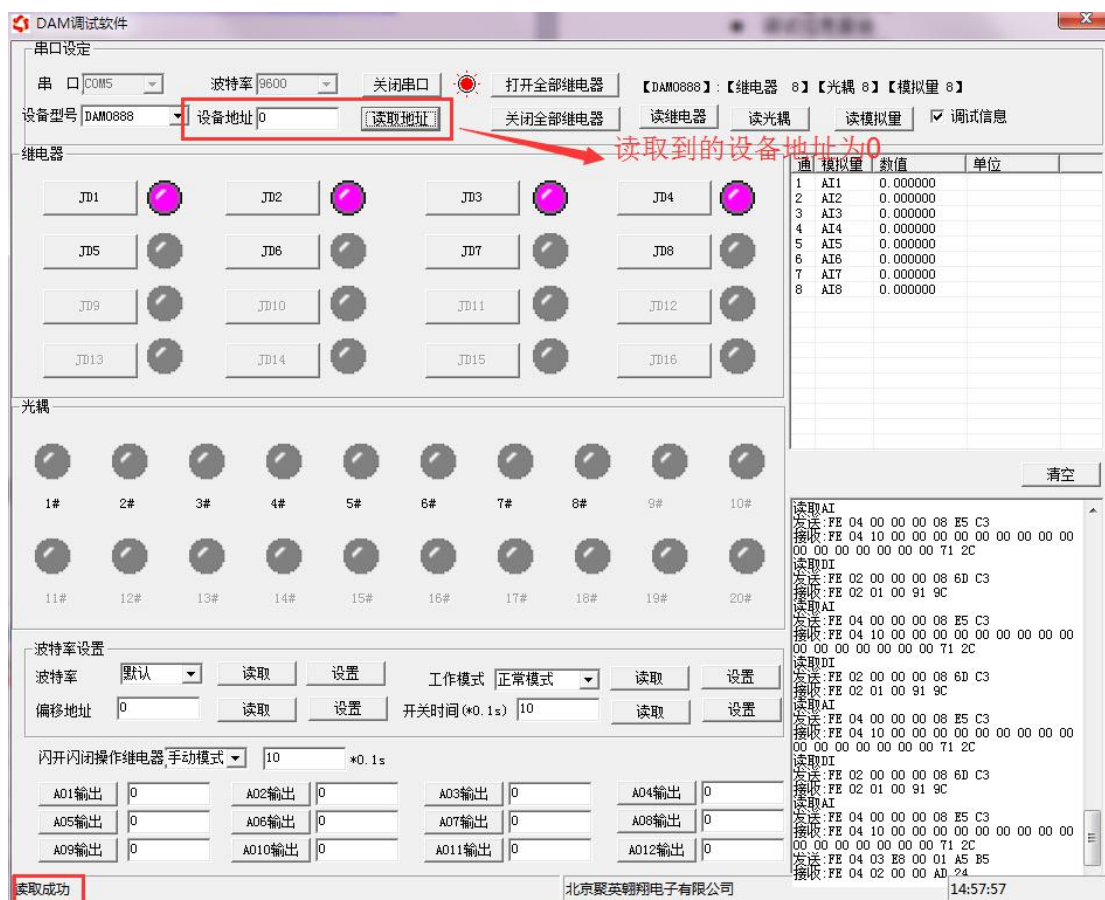 DAM调试软件
串口设定
串 口 COM5 波特率 9600 关闭串口 打开全部继电器 【DAM0888】:【继电器 8】【光耦 8】【模拟量 8】
设备型号 DAM0888 设备地址 0 读取地址 关闭全部继电器 读继电器 读光耦 读模拟量 调试信息
读取到的设备地址为0
继电器
JD1 JD2 JD3 JD4
JD5 JD6 JD7 JD8
JD9 JD10 JD11 JD12
JD13 JD14 JD15 JD16
通 模拟量 数值 单位
1 AI1 0.000000
2 AI2 0.000000
3 AI3 0.000000
4 AI4 0.000000
5 AI5 0.000000
6 AI6 0.000000
7 AI7 0.000000
8 AI8 0.000000
光耦
1# 2# 3# 4# 5# 6# 7# 8# 9# 10#
11# 12# 13# 14# 15# 16# 17# 18# 19# 20#
清空
读取AI
发送:FE 04 00 00 00 08 E5 C3
接收:FE 04 10 00 00 00 00 00 00 00 00 00 00
00 00 00 00 00 00 00 71 2C
读取DI
发送:FE 02 00 00 00 08 6D C3
接收:FE 02 01 00 91 9C
读取AI
发送:FE 04 00 00 00 08 E5 C3
接收:FE 04 10 00 00 00 00 00 00 00 00 00 00
00 00 00 00 00 00 00 71 2C
读取DI
发送:FE 02 00 00 00 08 6D C3
接收:FE 02 01 00 91 9C
读取AI
发送:FE 04 00 00 00 08 E5 C3
接收:FE 04 10 00 00 00 00 00 00 00 00 00 00
00 00 00 00 00 00 00 71 2C
读取DI
发送:FE 02 00 00 00 08 6D C3
接收:FE 02 01 00 91 9C
读取AI
发送:FE 04 00 00 00 08 E5 C3
接收:FE 04 10 00 00 00 00 00 00 00 00 00 00
00 00 00 00 00 00 00 71 2C
发送:FE 04 03 E8 00 01 A5 B5
接收:FE 04 02 00 00 AD 24
波特率设置
波特率 默认 读取 设置 工作模式 正常模式 读取 设置
偏移地址 0 读取 设置 开关时间(*0.1s) 10 读取 设置
闪开闪闭操作继电器 手动模式 10 *0.1s
AO1输出 0 AO2输出 0 AO3输出 0 AO4输出 0
AO5输出 0 AO6输出 0 AO7输出 0 AO8输出 0
AO9输出 0 AO10输出 0 AO11输出 0 AO12输出 0
读取成功 北京聚英翱翔电子有限公司 14:57:57